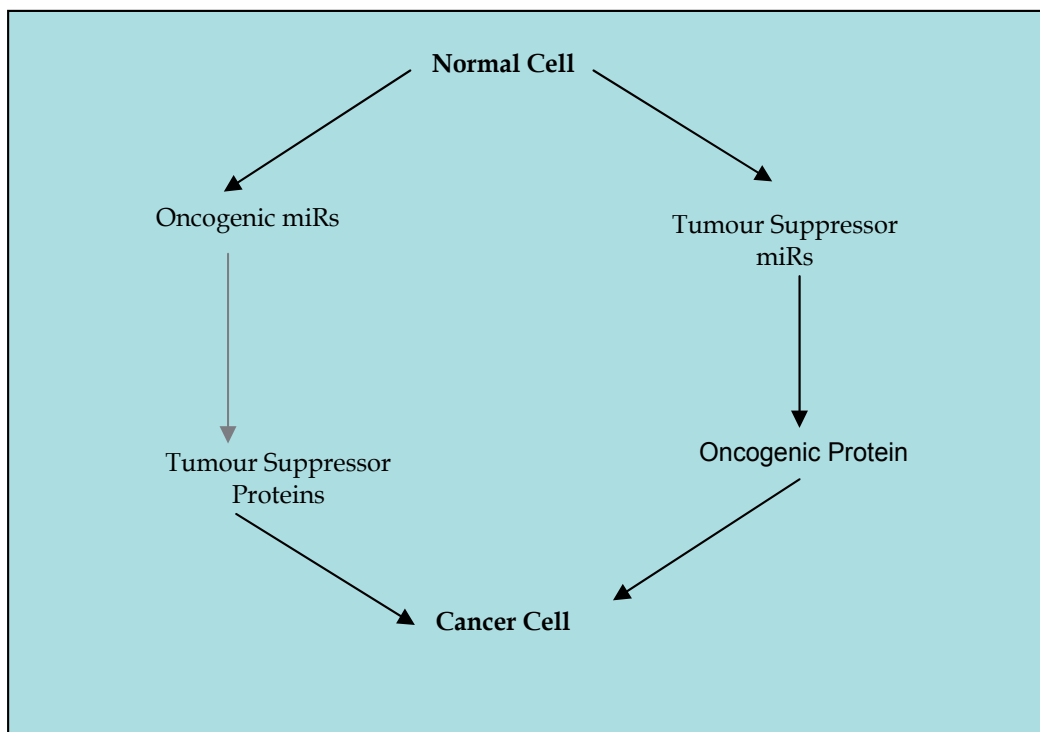 Normal Cell
Oncogenic miRs
Tumour Suppressor
miRs
Tumour Suppressor
Proteins
Oncogenic Protein
Cancer Cell